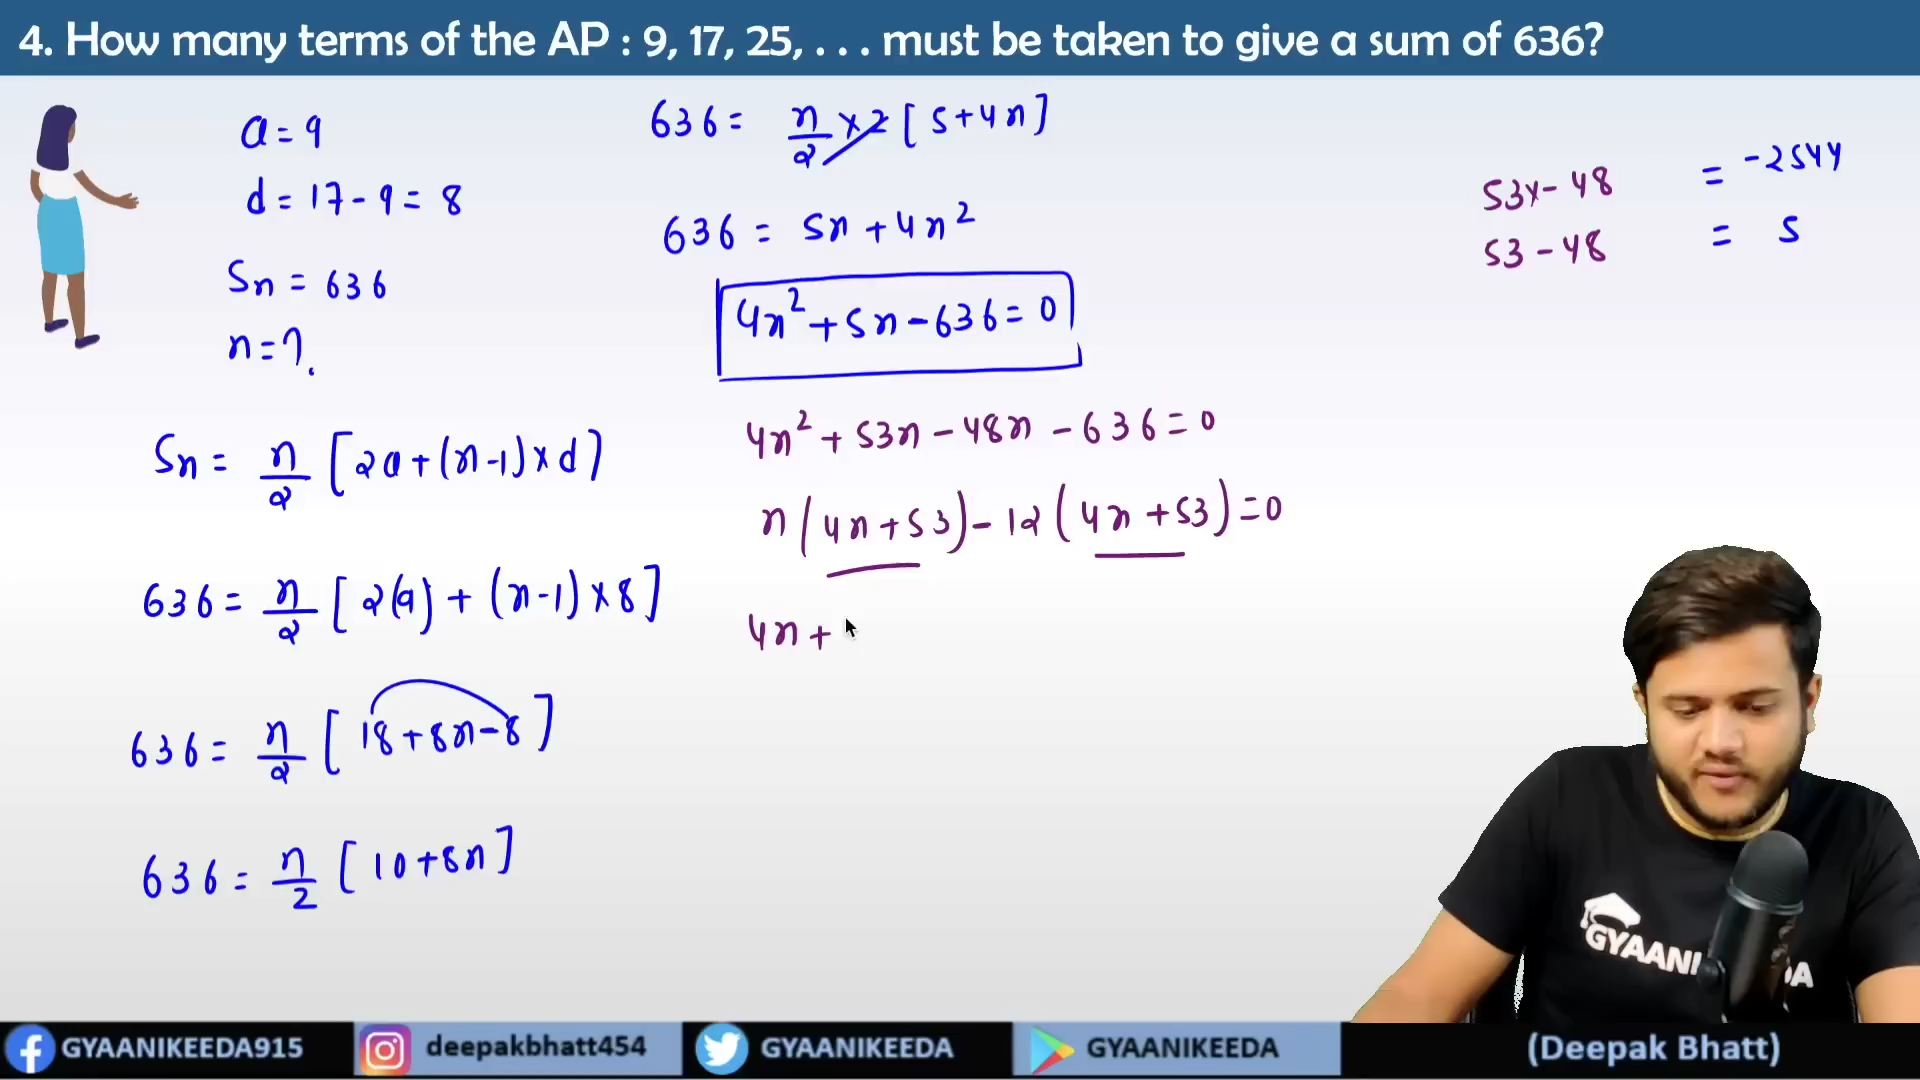 4. How many terms of the AP : 9, 17, 25, . . . must be taken to give a sum of 636?
a = 9
d = 17 - 9 = 8
Sn = 636
n = ?.
Sn = n/2 [2a + (n-1) × d]
636 = n/2 [2(9) + (n-1) × 8]
636 = n/2 [18 + 8n - 8]
636 = n/2 [10 + 8n]
636 = n/2 × 2 [5 + 4n]
636 = 5n + 4n²
4n² + 5n - 636 = 0
4n² + 53n - 48n - 636 = 0
n(4n + 53) - 12(4n + 53) = 0
4n +
53 × - 48 = -2544
53 - 48 = 5
GYAANIKEEDA915
deepakbhatt454
GYAANIKEEDA
GYAANIKEEDA
(Deepak Bhatt)